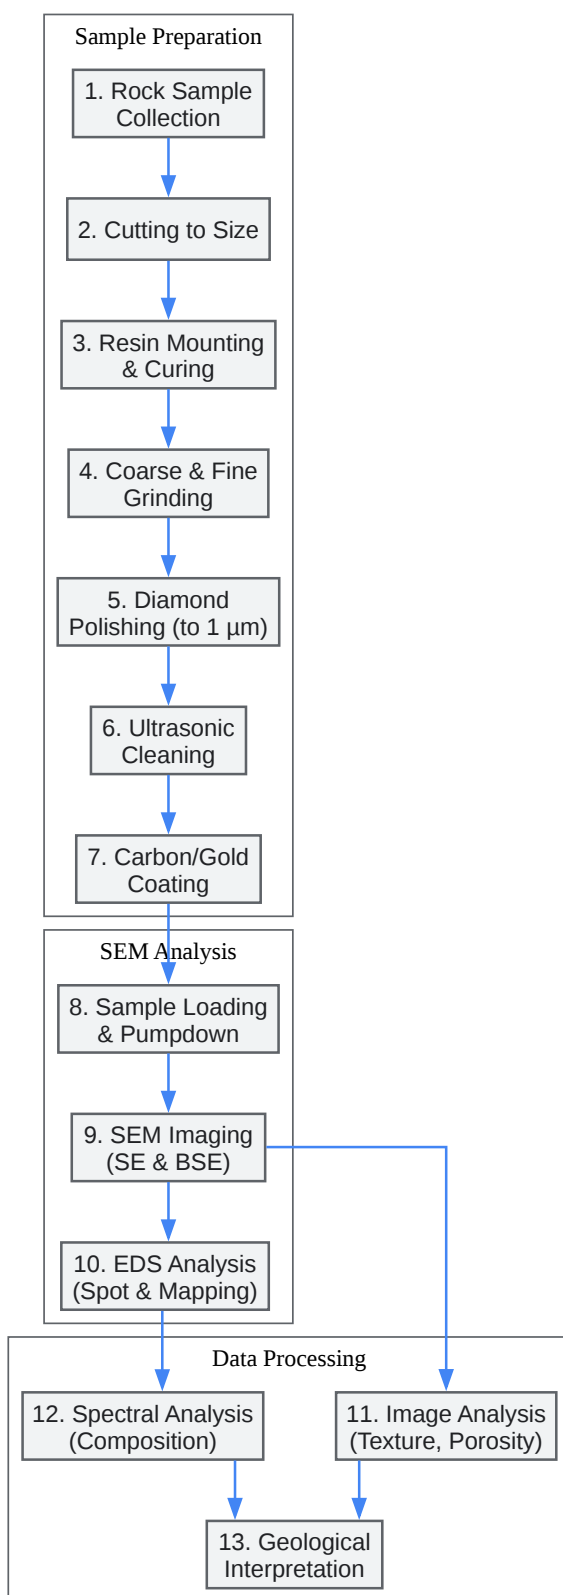 Sample Preparation
1. Rock Sample
Collection
2. Cutting to Size
3. Resin Mounting
& Curing
4. Coarse & Fine
Grinding
5. Diamond
Polishing (to 1 µm)
6. Ultrasonic
Cleaning
7. Carbon/Gold
Coating
SEM Analysis
8. Sample Loading
& Pumpdown
9. SEM Imaging
(SE & BSE)
10. EDS Analysis
(Spot & Mapping)
Data Processing
12. Spectral Analysis
(Composition)
11. Image Analysis
(Texture, Porosity)
13. Geological
Interpretation